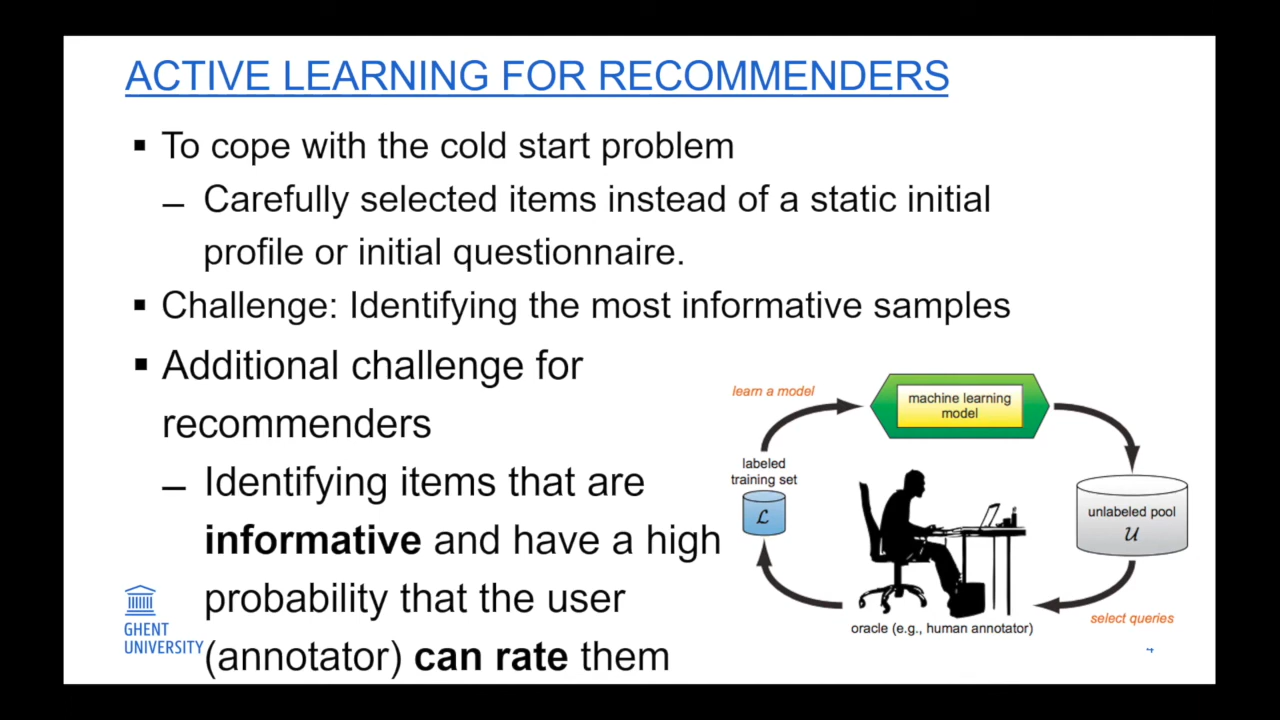 ACTIVE LEARNING FOR RECOMMENDERS
▪ To cope with the cold start problem
– Carefully selected items instead of a static initial
profile or initial questionnaire.
▪ Challenge: Identifying the most informative samples
▪ Additional challenge for
recommenders
– Identifying items that are
informative and have a high
probability that the user
(annotator) can rate them
learn a model
machine learning
model
labeled
training set
L
unlabeled pool
U
oracle (e.g., human annotator)
select queries
GHENT
UNIVERSITY
4